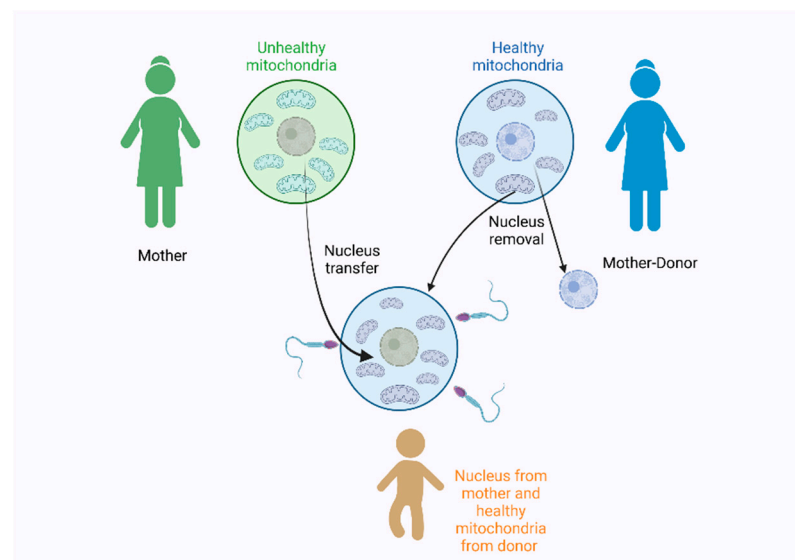 Unhealthy
mitochondria
Healthy
mitochondria
Mother
Nucleus
transfer
Nucleus
removal
Mother-Donor
Nucleus from
mother and
healthy
mitochondria
from donor